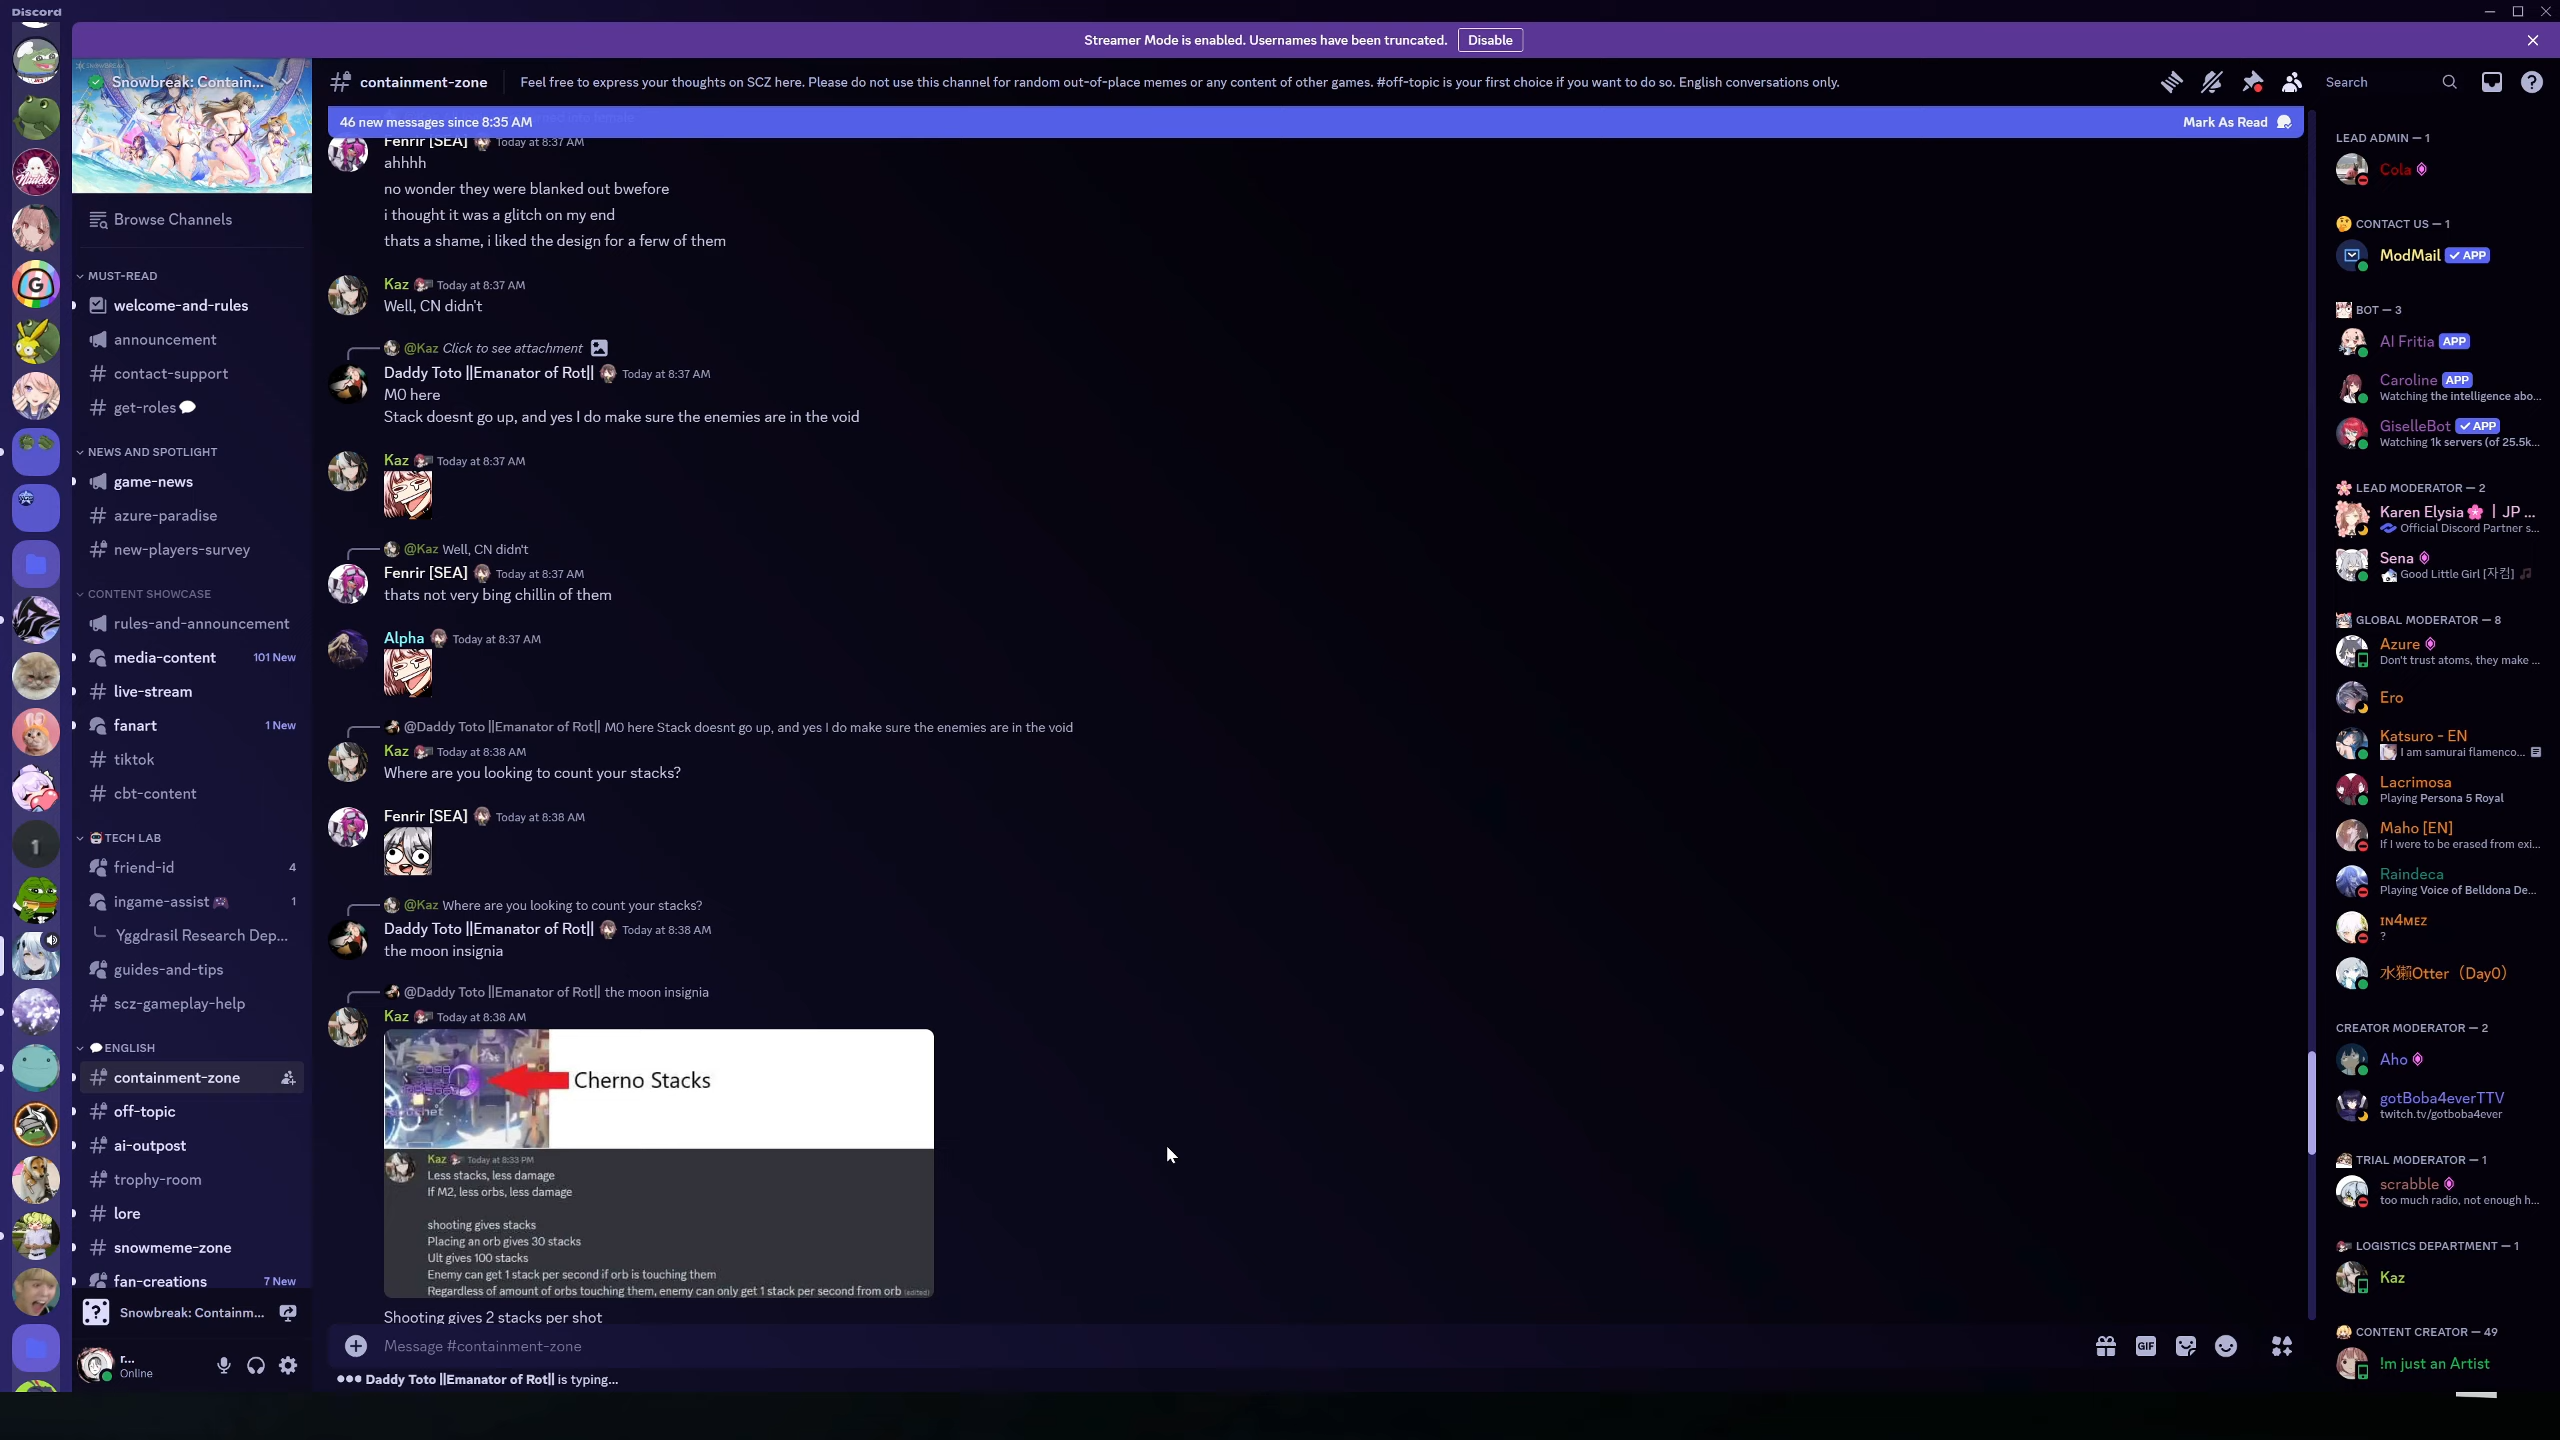 Discord
Streamer Mode is enabled. Usernames have been truncated.
Disable
Snowbreak: Contain...
containment-zone
Feel free to express your thoughts on SCZ here. Please do not use this channel for random out-of-place memes or any content of other games. #off-topic is your first choice if you want to do so. English conversations only.
Search
46 new messages since 8:35 AM
Mark As Read
Browse Channels
MUST-READ
welcome-and-rules
announcement
contact-support
get-roles
NEWS AND SPOTLIGHT
game-news
azure-paradise
new-players-survey
CONTENT SHOWCASE
rules-and-announcement
media-content 101 New
live-stream
fanart 1 New
tiktok
cbt-content
TECH LAB
friend-id 4
ingame-assist 1
Yggdrasil Research Dep...
guides-and-tips
scz-gameplay-help
ENGLISH
containment-zone
off-topic
ai-outpost
trophy-room
lore
snowmeme-zone
fan-creations 7 New
Snowbreak: Containm...
r...
Online
Fenrir [SEA] Today at 8:37 AM
ahhhh
no wonder they were blanked out bwefore
i thought it was a glitch on my end
thats a shame, i liked the design for a ferw of them
Kaz Today at 8:37 AM
Well, CN didn't
@Kaz Click to see attachment
Daddy Toto ||Emanator of Rot|| Today at 8:37 AM
M0 here
Stack doesnt go up, and yes I do make sure the enemies are in the void
Kaz Today at 8:37 AM
@Kaz Well, CN didn't
Fenrir [SEA] Today at 8:37 AM
thats not very bing chillin of them
Alpha Today at 8:37 AM
@Daddy Toto ||Emanator of Rot|| M0 here Stack doesnt go up, and yes I do make sure the enemies are in the void
Kaz Today at 8:38 AM
Where are you looking to count your stacks?
Fenrir [SEA] Today at 8:38 AM
@Kaz Where are you looking to count your stacks?
Daddy Toto ||Emanator of Rot|| Today at 8:38 AM
the moon insignia
@Daddy Toto ||Emanator of Rot|| the moon insignia
Kaz Today at 8:38 AM
Cherno Stacks
Kaz Today at 8:33 PM
Less stacks, less damage
If M2, less orbs, less damage
shooting gives stacks
Placing an orb gives 30 stacks
Ult gives 100 stacks
Enemy can get 1 stack per second if orb is touching them
Regardless of amount of orbs touching them, enemy can only get 1 stack per second from orb (edited)
Shooting gives 2 stacks per shot
Message #containment-zone
GIF
Daddy Toto ||Emanator of Rot|| is typing...
LEAD ADMIN — 1
Cola
CONTACT US — 1
ModMail APP
BOT — 3
AI Fritia APP
Caroline APP
Watching the intelligence abo...
GiselleBot APP
Watching 1k servers (of 25.5k...
LEAD MODERATOR — 2
Karen Elysia | JP ...
Official Discord Partner s...
Sena
Good Little Girl [자컴]
GLOBAL MODERATOR — 8
Azure
Don't trust atoms, they make ...
Ero
Katsuro - EN
I am samurai flamenco...
Lacrimosa
Playing Persona 5 Royal
Maho [EN]
If I were to be erased from exi...
Raindeca
Playing Voice of Belldona De...
ɪɴ4ᴍᴇᴢ
?
水獺Otter（Day0）
CREATOR MODERATOR — 2
Aho
gotBoba4everTTV
twitch.tv/gotboba4ever
TRIAL MODERATOR — 1
scrabble
too much radio, not enough h...
LOGISTICS DEPARTMENT — 1
Kaz
CONTENT CREATOR — 49
!m just an Artist